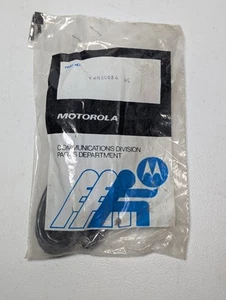 MOTOROLA
COMMUNICATIONS DIVISION
PARTS DEPARTMENT